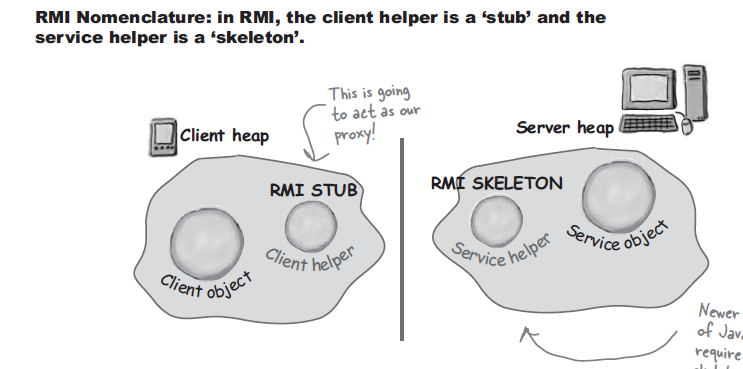 RMI Nomenclature: in RMI, the client helper is a ‘stub’ and the
service helper is a ‘skeleton’.
This is going
to act as our
proxy!
Client heap
Server heap
RMI STUB
RMI SKELETON
Client object
Client helper
Service helper
Service object
Newer
of Jav
require